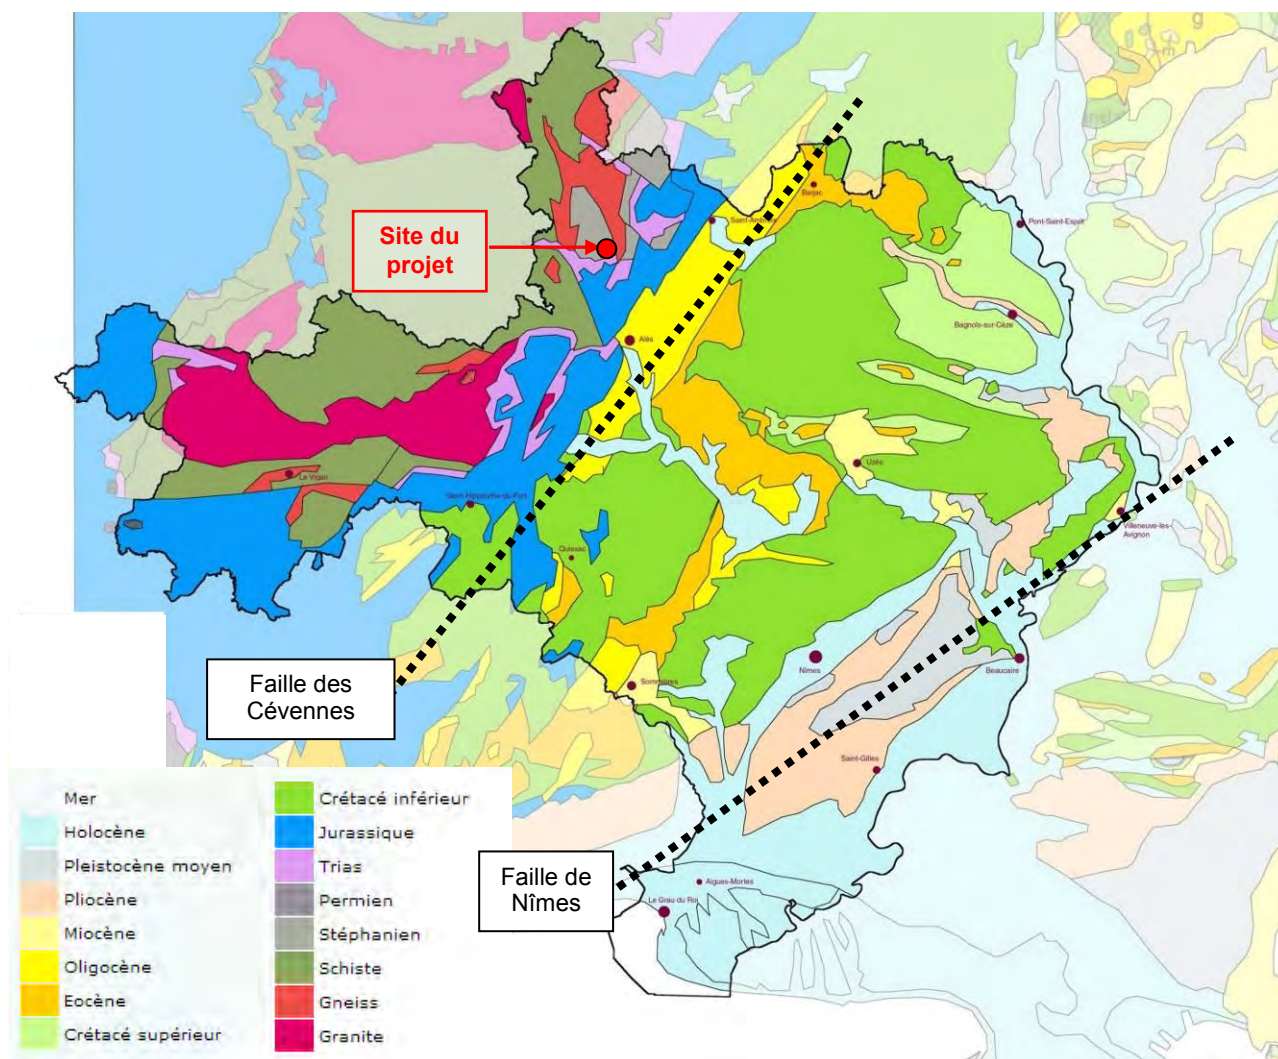 Site du
projet
Barjac
Saint-Ambroix
Pont-Saint-Esprit
Bagnols-sur-Cèze
Alès
Uzès
Le Vigan
Saint Hippolyte-du-Fort
Villeneuve-les-
Avignon
Quissac
Faille des
Cévennes
Nîmes
Beaucaire
Sommières
Saint-Gilles
Faille de
Nîmes
Aigues-Mortes
Le Grau du Roi
Mer
Holocène
Pleistocène moyen
Pliocène
Miocène
Oligocène
Eocène
Crétacé supérieur
Crétacé inférieur
Jurassique
Trias
Permien
Stéphanien
Schiste
Gneiss
Granite